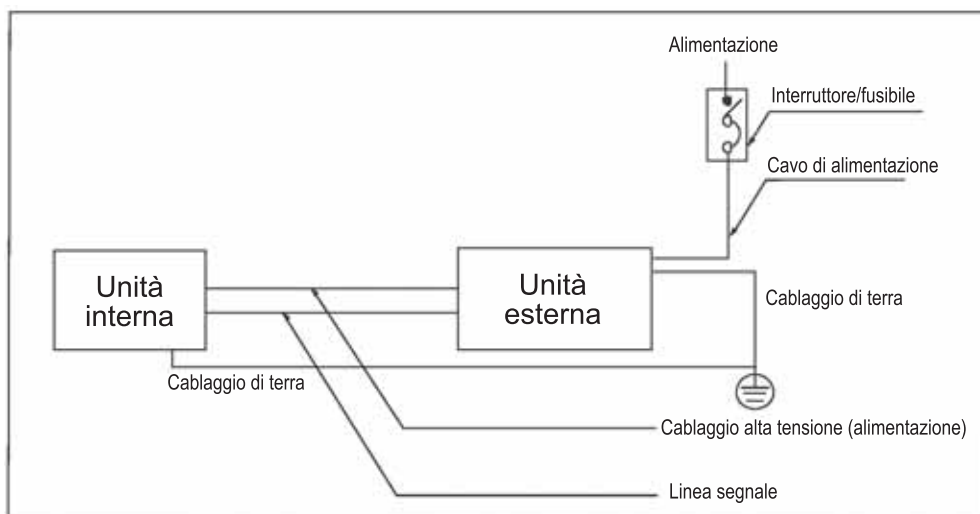 Alimentazione
Interruttore/fusibile
Cavo di alimentazione
Unità
interna
Unità
esterna
Cablaggio di terra
Cablaggio di terra
Cablaggio alta tensione (alimentazione)
Linea segnale